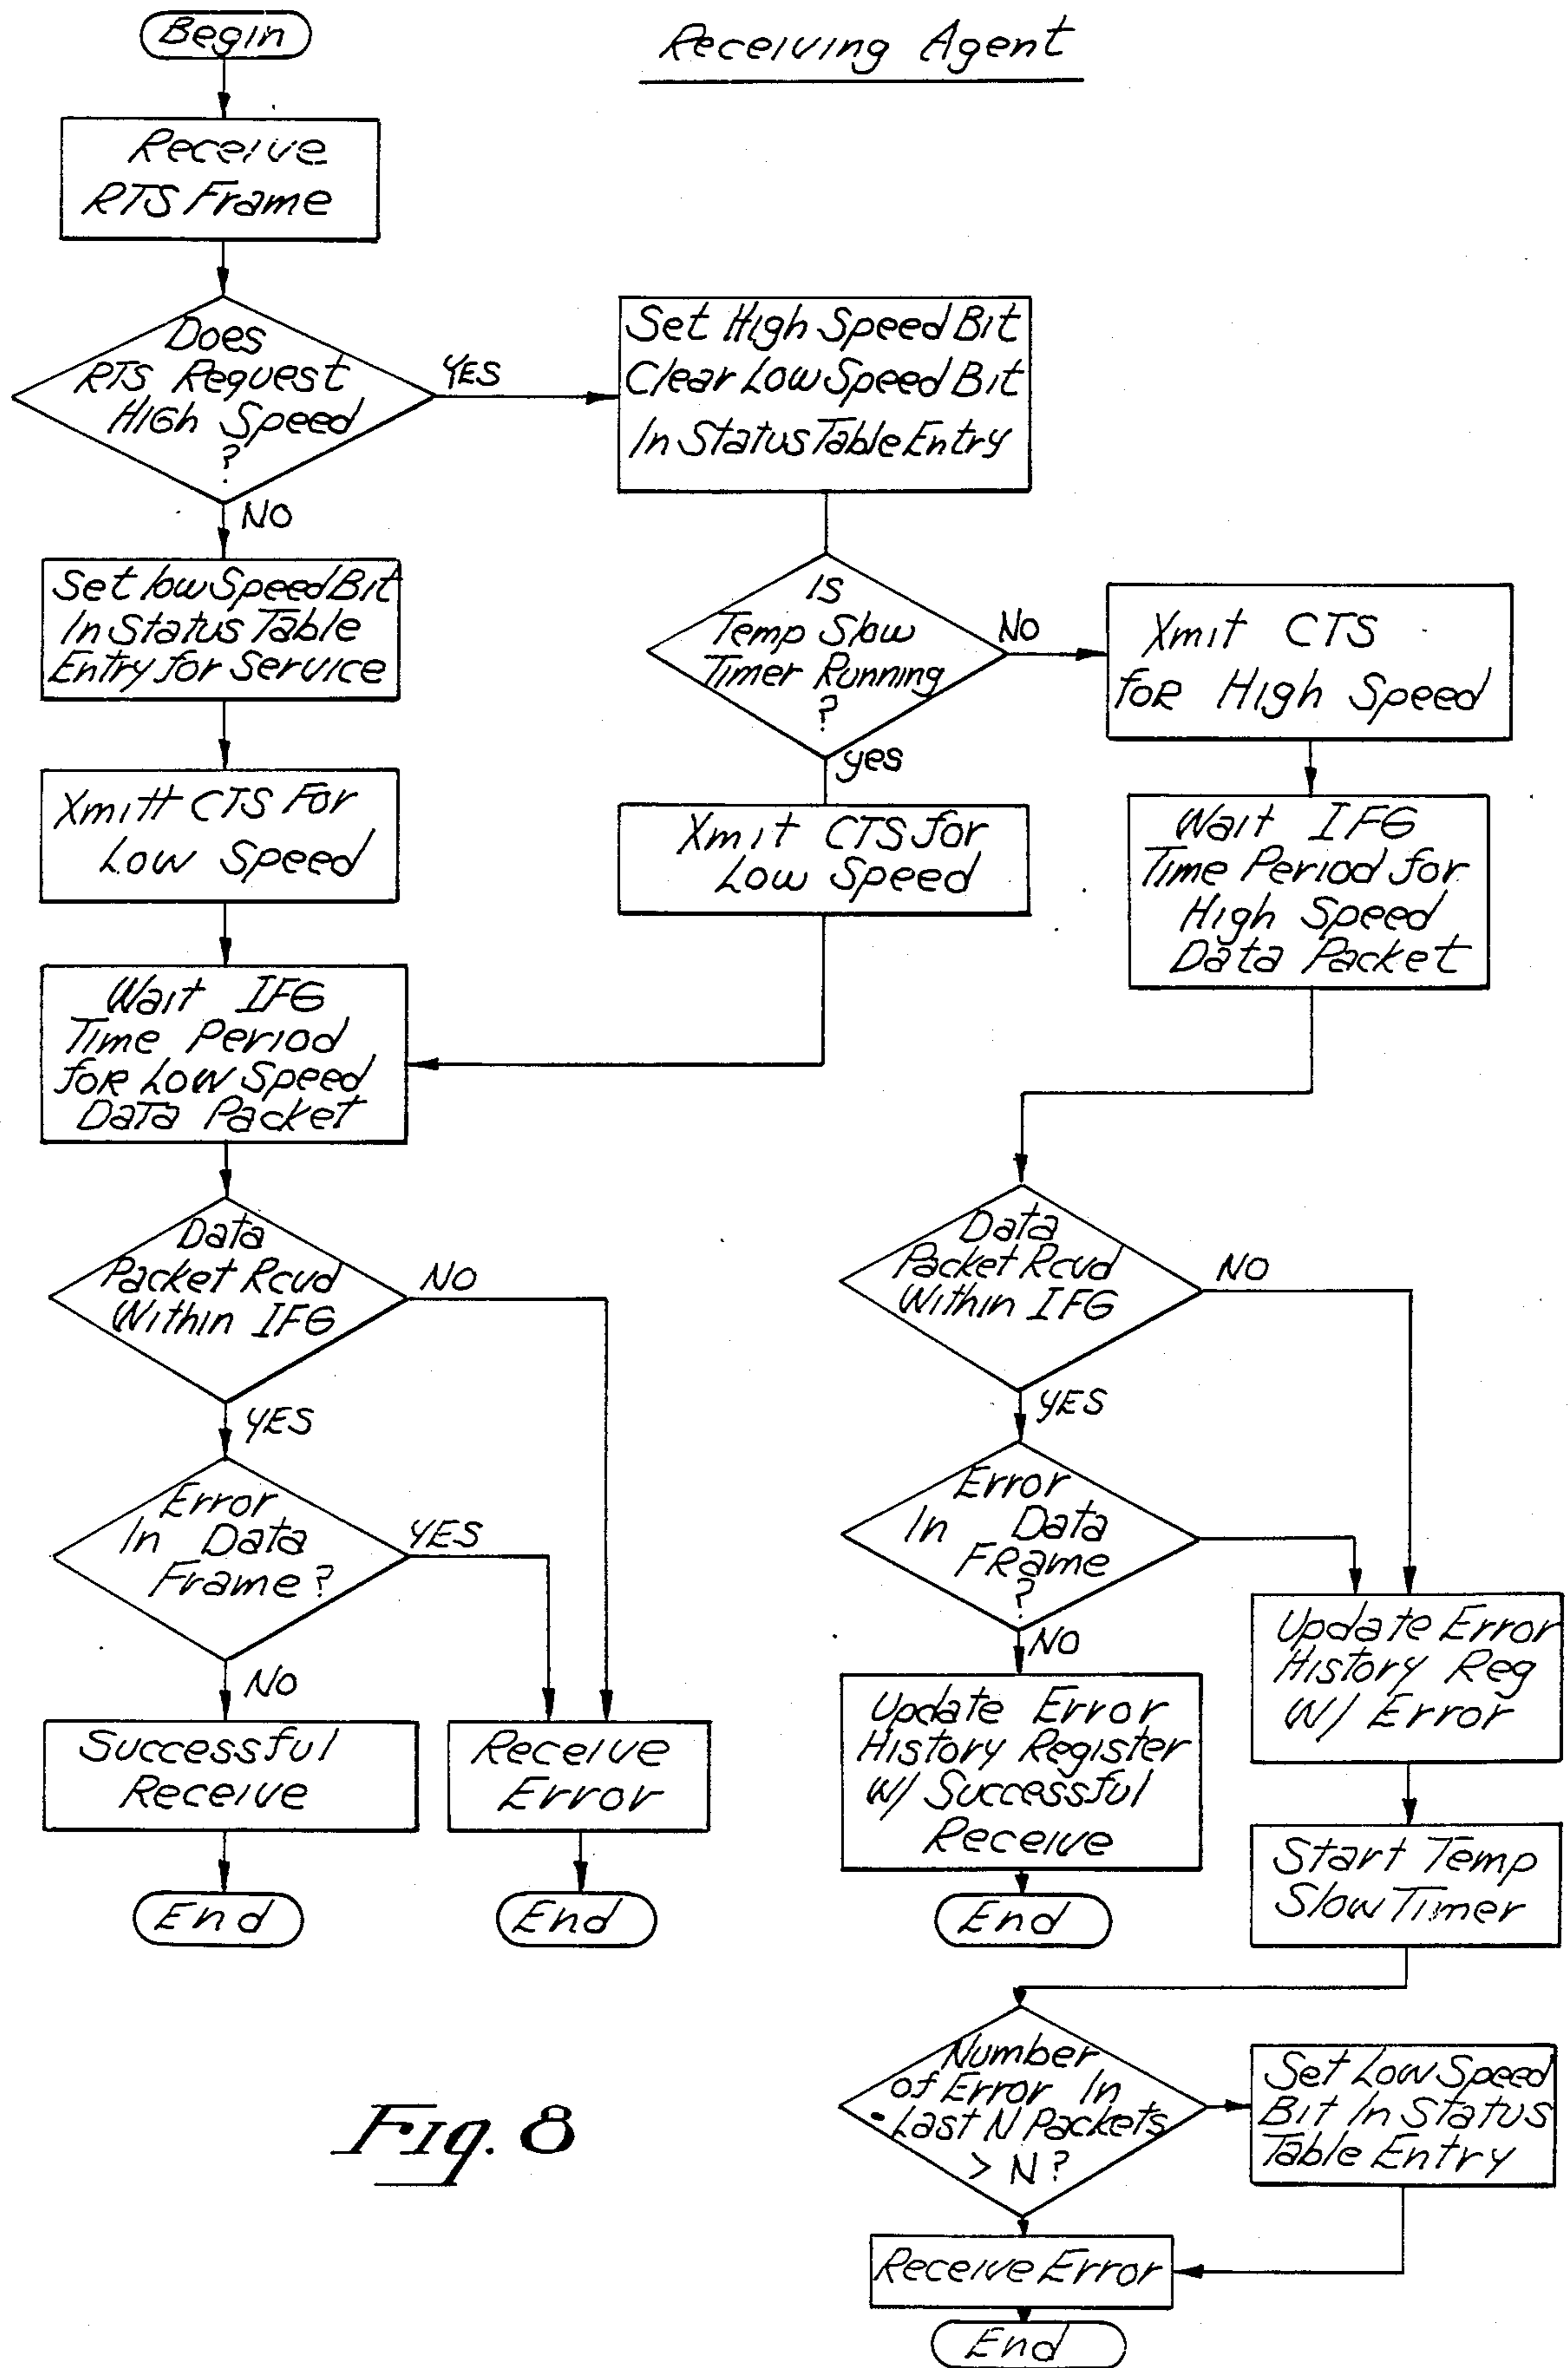 Begin
Receiving Agent
Receive
RTS Frame
Does
RTS Request
High Speed
?
YES
NO
Set High Speed Bit
Clear Low Speed Bit
In Status Table Entry
Set low Speed Bit
In Status Table
Entry for Service
Is
Temp Slow
Timer Running
?
NO
yes
Xmit CTS
for High Speed
Xmitt CTS For
Low Speed
Xmit CTS for
Low Speed
Wait IFG
Time Period for
High Speed
Data Packet
Wait IFG
Time Period
for Low Speed
Data Packet
Data
Packet Rcvd
Within IFG
NO
YES
Data
Packet Rcvd
Within IFG
NO
YES
Error
In Data
Frame?
YES
NO
Error
In Data
Frame
?
NO
Successful
Receive
Receive
Error
Update Error
History Register
W/ Successful
Receive
Update Error
History Reg
W/ Error
Start Temp
Slow Timer
End
End
End
Number
of Error In
Last N Packets
> N?
Set Low Speed
Bit In Status
Table Entry
Receive Error
End
Fig. 8